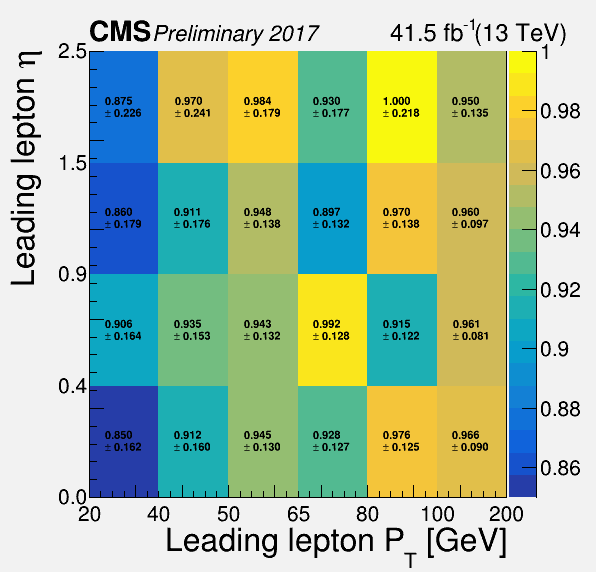 CMS Preliminary 2017 41.5 fb⁻¹(13 TeV)
Leading lepton η
2.5
1.5
0.9
0.4
0.0
0.875 0.970 0.984 0.930 1.000 0.950
± 0.226 ± 0.241 ± 0.179 ± 0.177 ± 0.218 ± 0.135
0.860 0.911 0.948 0.897 0.970 0.960
± 0.179 ± 0.176 ± 0.138 ± 0.132 ± 0.138 ± 0.097
0.906 0.935 0.943 0.992 0.915 0.961
± 0.164 ± 0.153 ± 0.132 ± 0.128 ± 0.122 ± 0.081
0.850 0.912 0.945 0.928 0.976 0.966
± 0.162 ± 0.160 ± 0.130 ± 0.127 ± 0.125 ± 0.090
1
0.98
0.96
0.94
0.92
0.9
0.88
0.86
20 40 50 65 80 100 200
Leading lepton P_T [GeV]